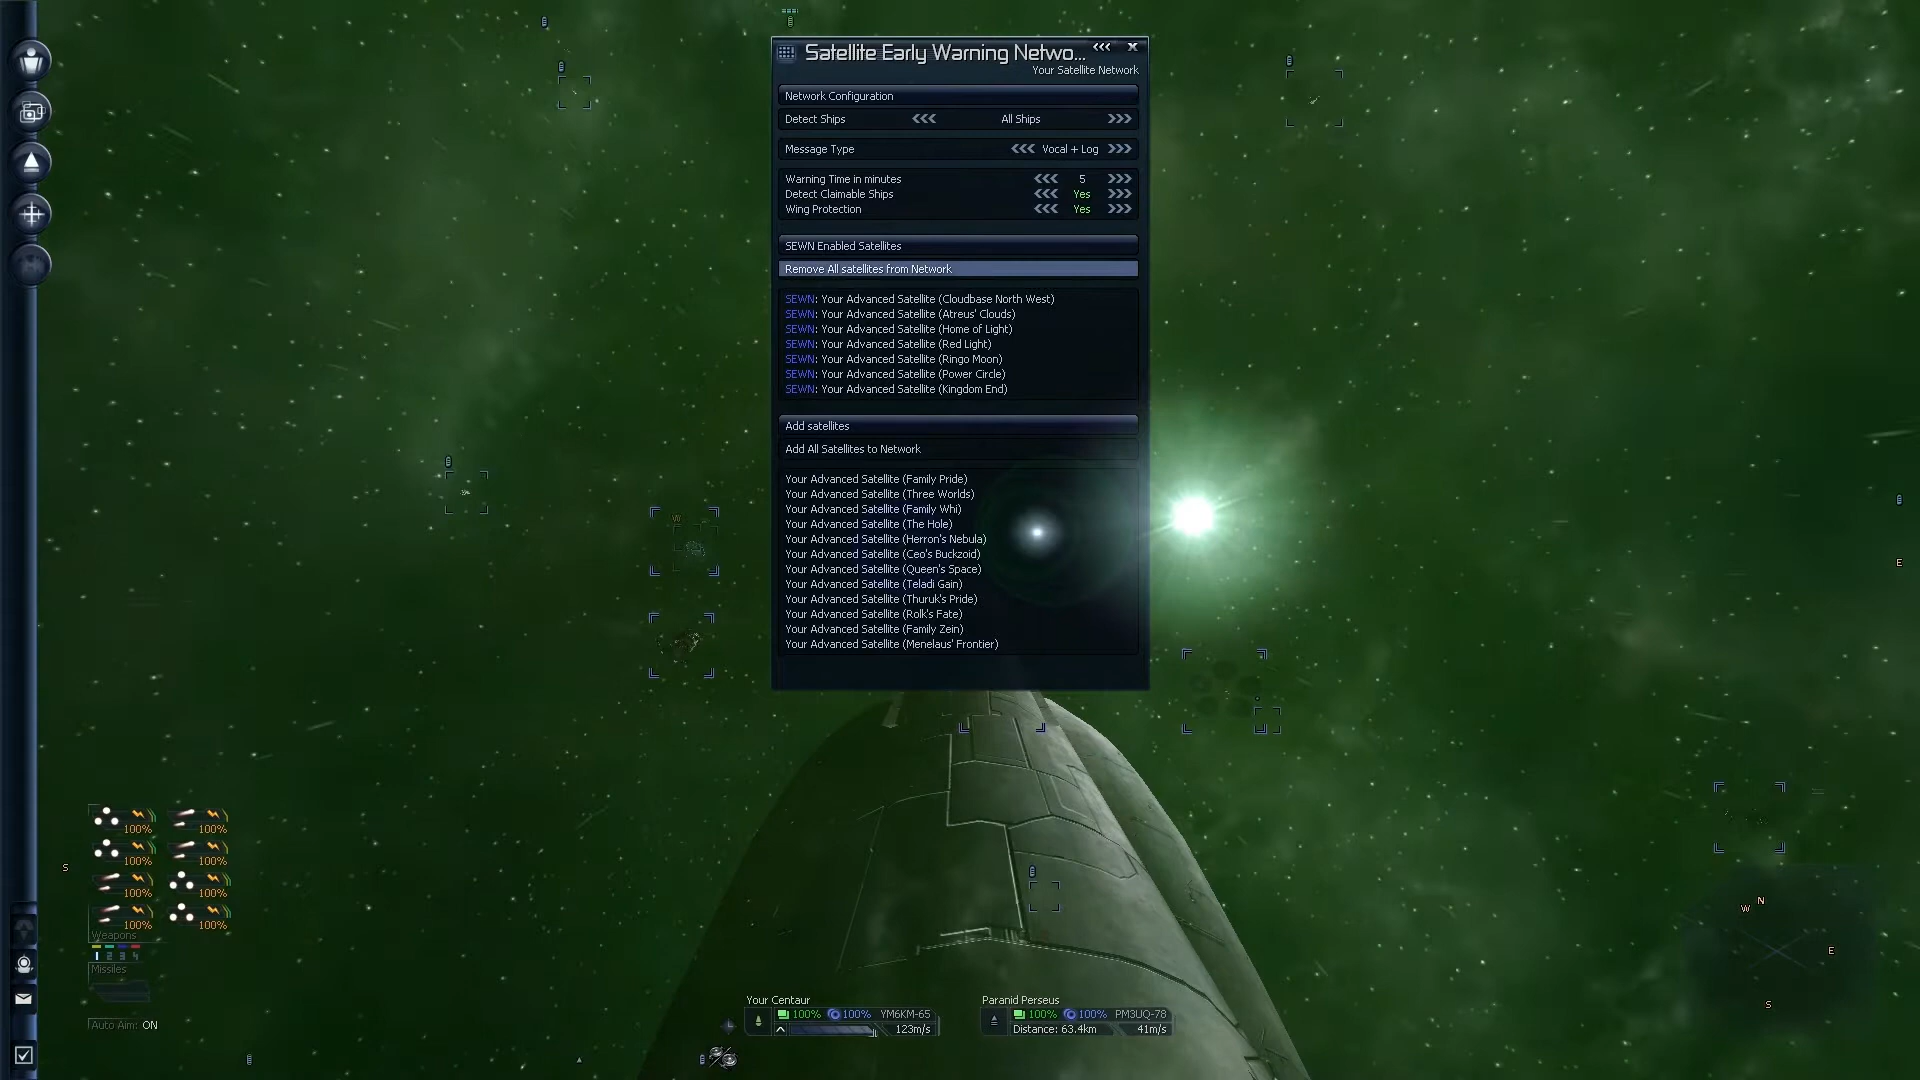 Satellite Early Warning Netwo...
Your Satellite Network
Network Configuration
Detect Ships <<< All Ships >>>
Message Type <<< Vocal + Log >>>
Warning Time in minutes <<< 5 >>>
Detect Claimable Ships <<< Yes >>>
Wing Protection <<< Yes >>>
SEWN Enabled Satellites
Remove All satellites from Network
SEWN: Your Advanced Satellite (Cloudbase North West)
SEWN: Your Advanced Satellite (Atreus' Clouds)
SEWN: Your Advanced Satellite (Home of Light)
SEWN: Your Advanced Satellite (Red Light)
SEWN: Your Advanced Satellite (Ringo Moon)
SEWN: Your Advanced Satellite (Power Circle)
SEWN: Your Advanced Satellite (Kingdom End)
Add satellites
Add All Satellites to Network
Your Advanced Satellite (Family Pride)
Your Advanced Satellite (Three Worlds)
Your Advanced Satellite (Family Whi)
Your Advanced Satellite (The Hole)
Your Advanced Satellite (Herron's Nebula)
Your Advanced Satellite (Ceo's Buckzoid)
Your Advanced Satellite (Queen's Space)
Your Advanced Satellite (Teladi Gain)
Your Advanced Satellite (Thuruk's Pride)
Your Advanced Satellite (Rolk's Fate)
Your Advanced Satellite (Family Zein)
Your Advanced Satellite (Menelaus' Frontier)
W
E
100% 100%
100% 100%
S
100% 100%
100% 100%
Weapons
1 2 3 4
Missiles
Auto Aim: ON
N
W
E
S
Your Centaur
100% 100% YM6KM-65
123m/s
Paranid Perseus
100% 100% PM3UQ-78
Distance: 63.4km 41m/s